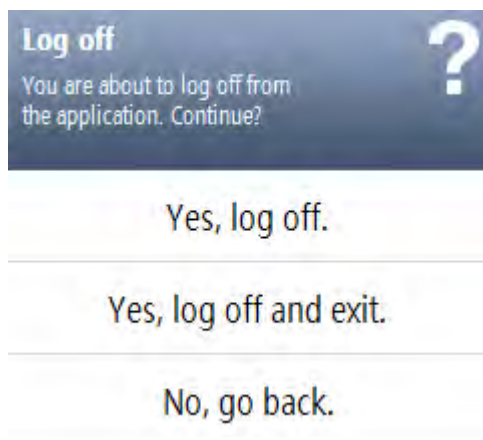 Log off
?
You are about to log off from
the application. Continue?
Yes, log off.
Yes, log off and exit.
No, go back.